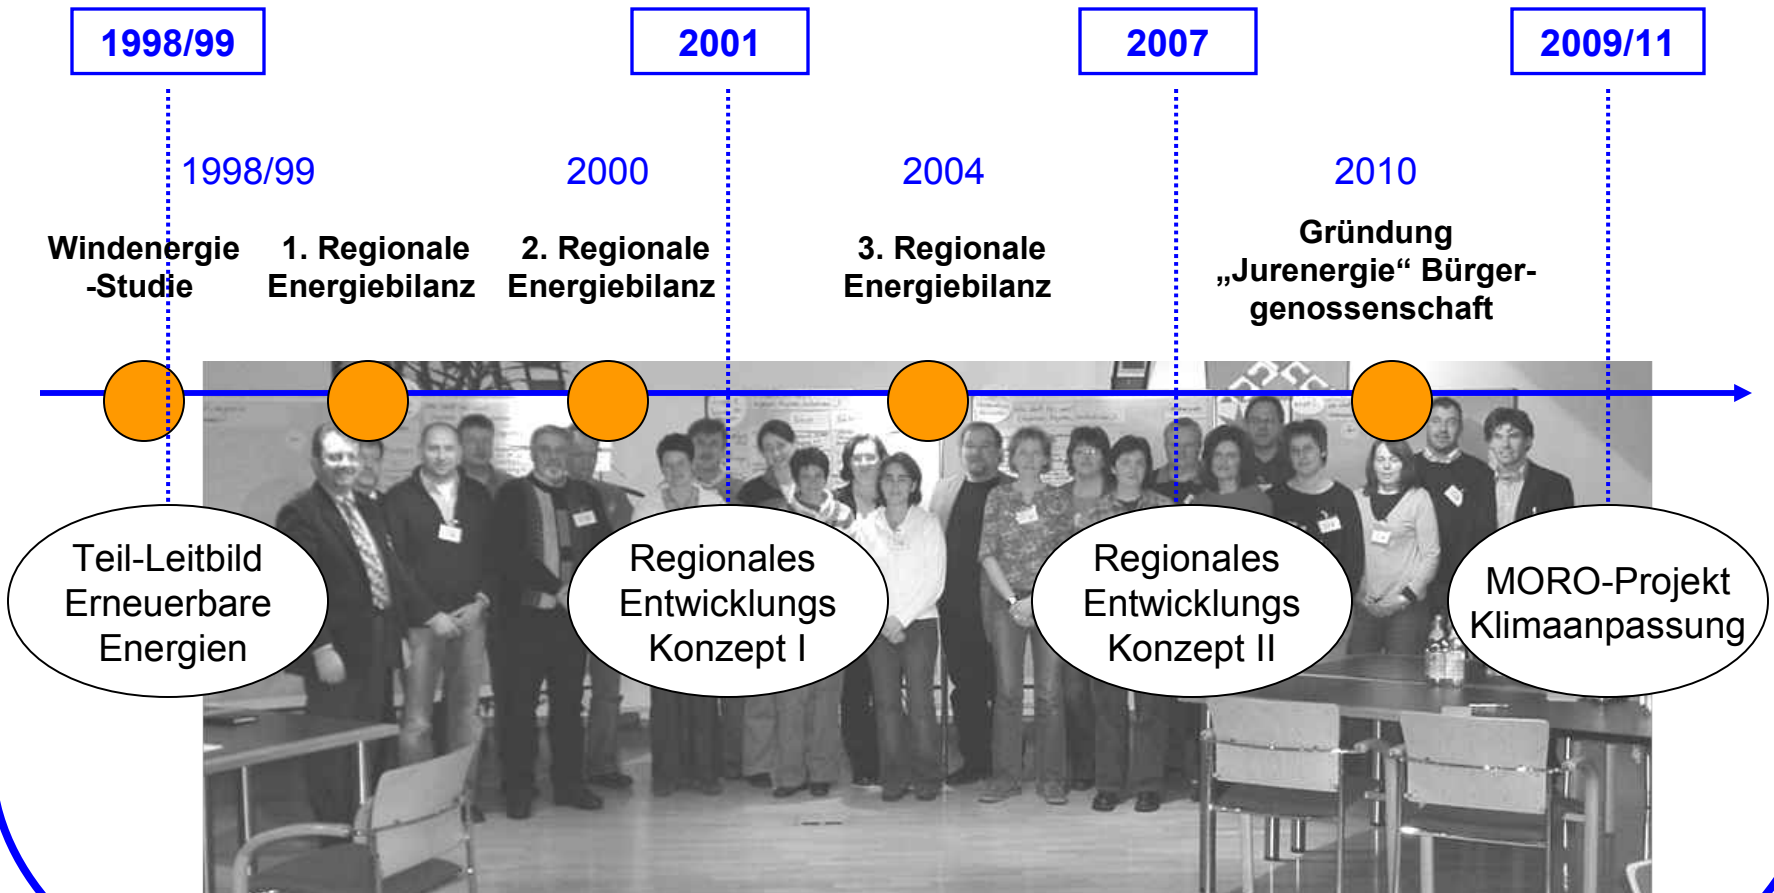 1998/99
2001
2007
2009/11
1998/99
2000
2004
2010
Windenergie
-Studie
1. Regionale
Energiebilanz
2. Regionale
Energiebilanz
3. Regionale
Energiebilanz
Gründung
„Jurenergie“ Bürger-
genossenschaft
Teil-Leitbild
Erneuerbare
Energien
Regionales
Entwicklungs
Konzept I
Regionales
Entwicklungs
Konzept II
MORO-Projekt
Klimaanpassung